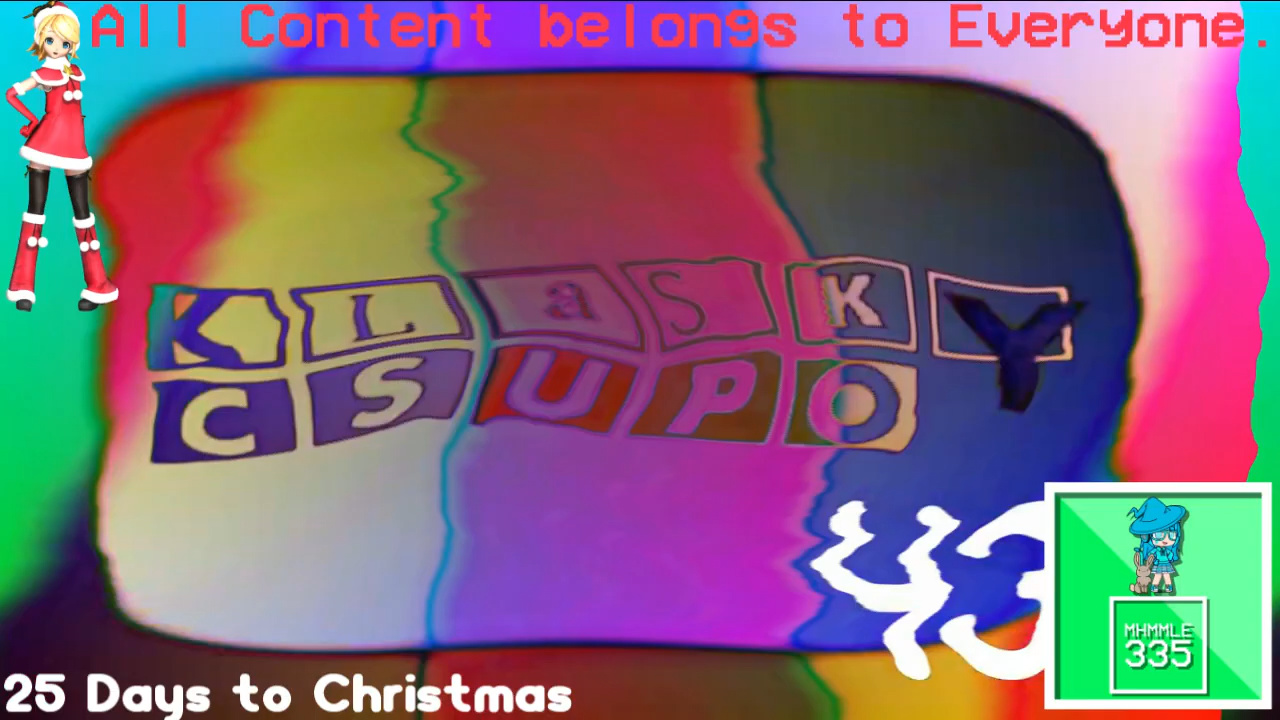 All Content belongs to Everyone.
KLaSKY
CSUPO
43
MHMMLE
335
25 Days to Christmas